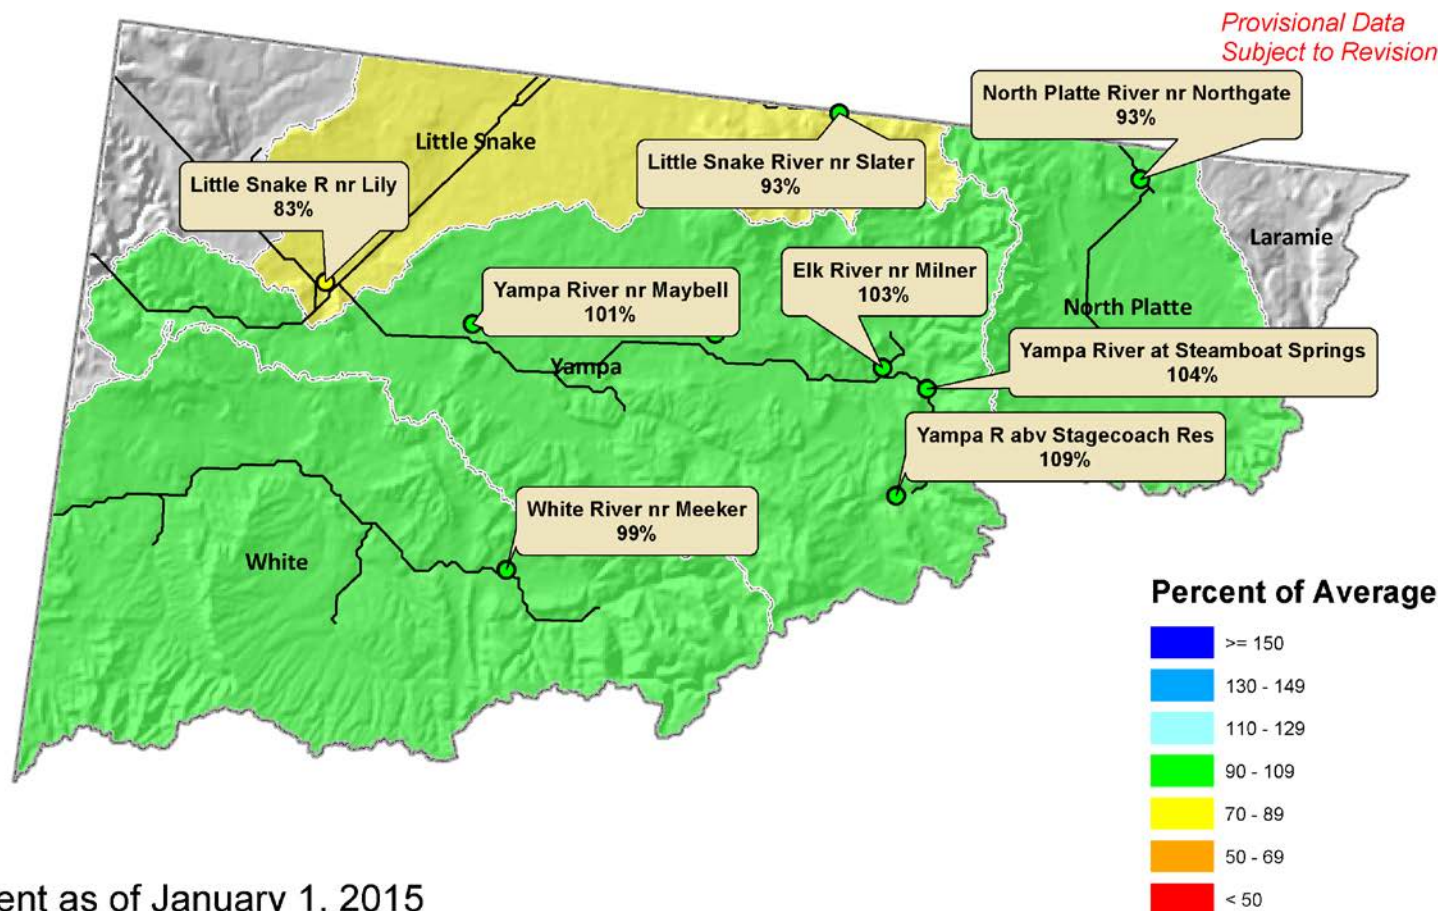 Provisional Data
Subject to Revision
North Platte River nr Northgate
93%
Little Snake
Little Snake River nr Slater
93%
Little Snake R nr Lily
83%
Laramie
Elk River nr Milner
103%
Yampa River nr Maybell
101%
North Platte
Yampa River at Steamboat Springs
104%
Yampa
Yampa R abv Stagecoach Res
109%
White River nr Meeker
99%
White
Percent of Average
>= 150
130 - 149
110 - 129
90 - 109
70 - 89
50 - 69
< 50
ent as of January 1, 2015